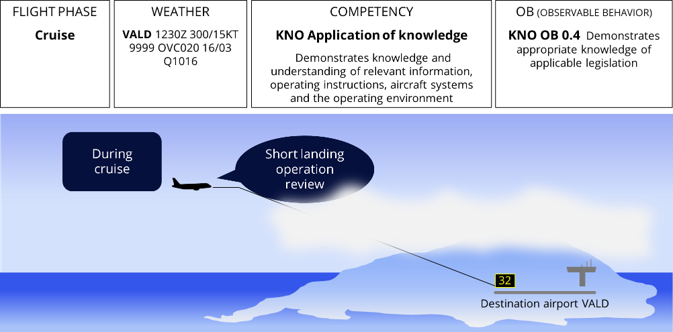 FLIGHT PHASE
Cruise
WEATHER
VALD 1230Z 300/15KT
9999 OVC020 16/03
Q1016
COMPETENCY
KNO Application of knowledge
Demonstrates knowledge and
understanding of relevant information,
operating instructions, aircraft systems
and the operating environment
OB (OBSERVABLE BEHAVIOR)
KNO OB 0.4 Demonstrates
appropriate knowledge of
applicable legislation
During
cruise
Short landing
operation
review
32
Destination airport VALD